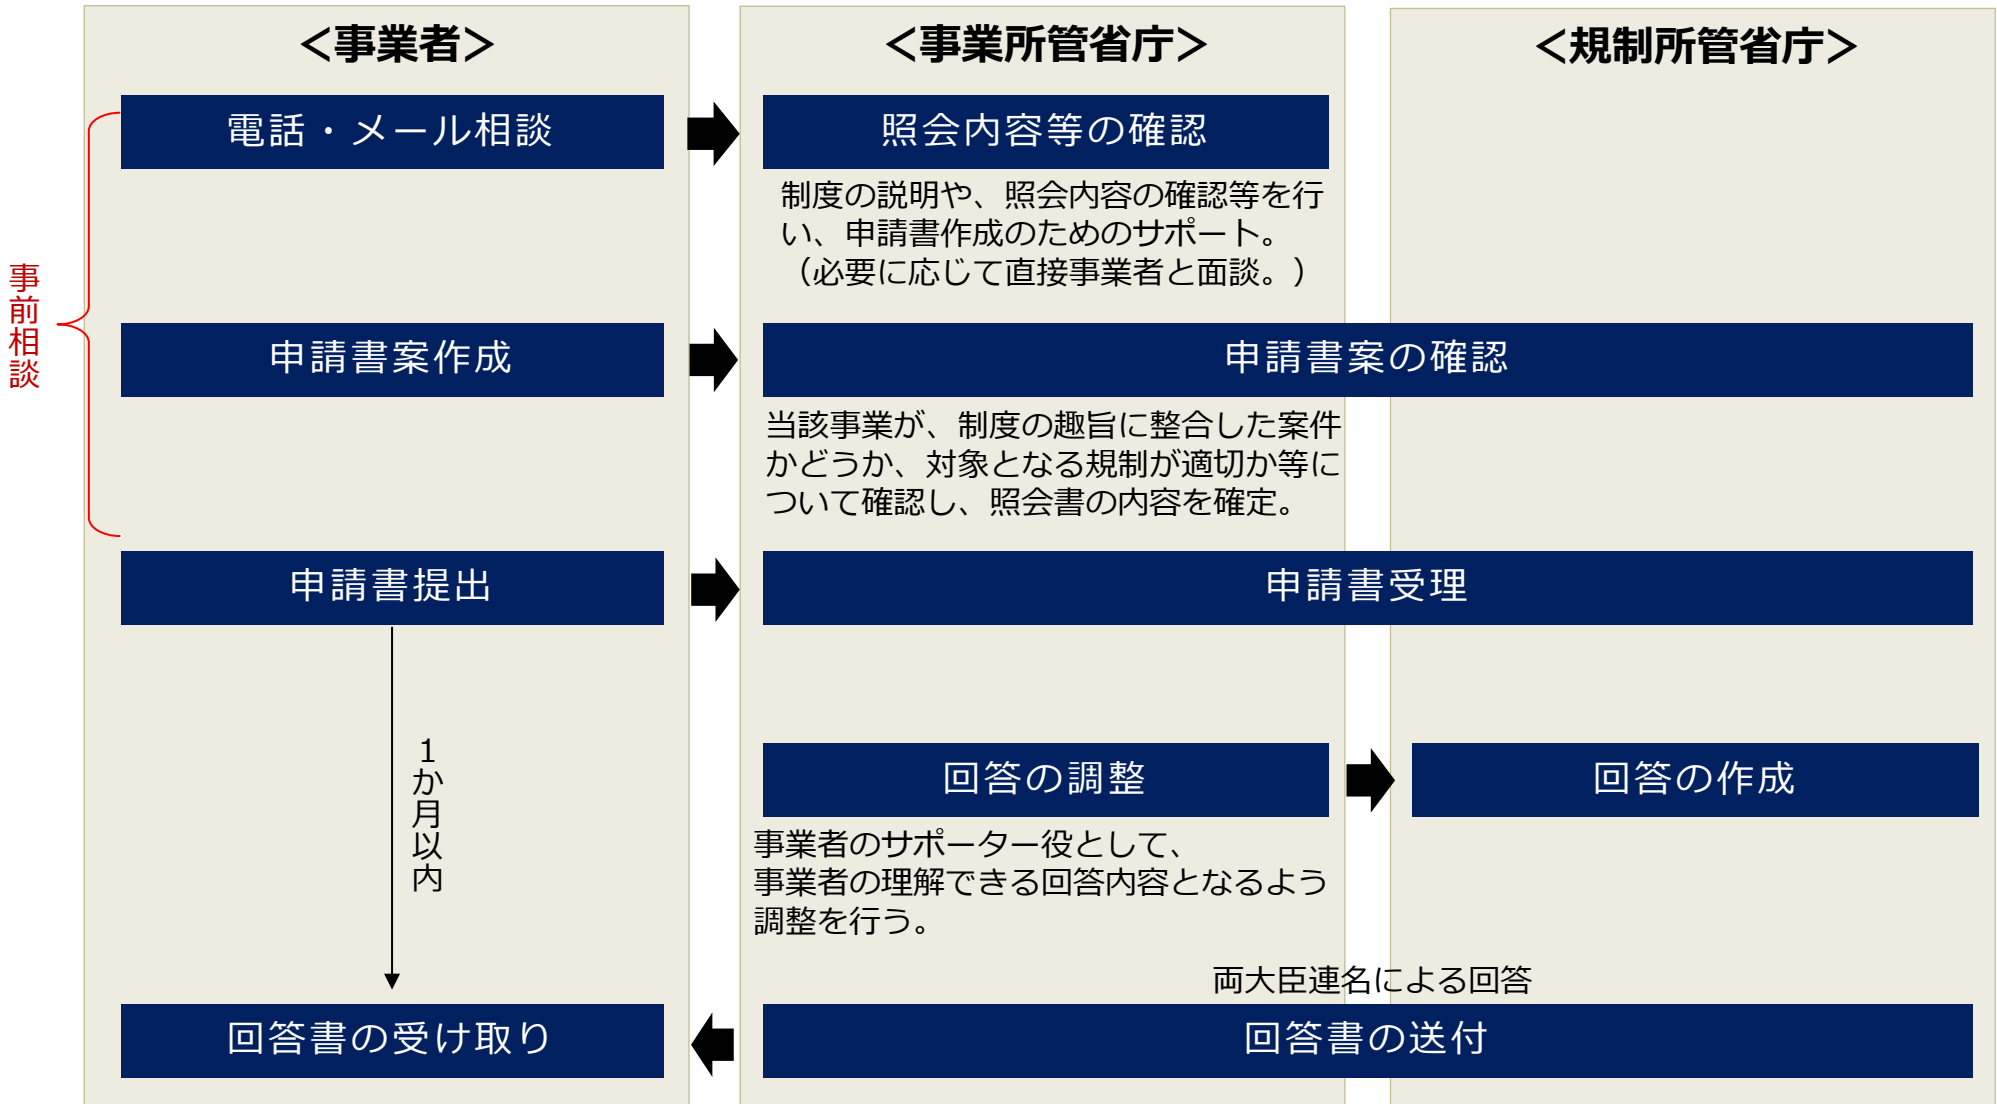 ＜事業者＞
＜事業所管省庁＞
＜規制所管省庁＞
事前相談
電話・メール相談
照会内容等の確認
制度の説明や、照会内容の確認等を行
い、申請書作成のためのサポート。
（必要に応じて直接事業者と面談。）
申請書案作成
申請書案の確認
当該事業が、制度の趣旨に整合した案件
かどうか、対象となる規制が適切か等に
ついて確認し、照会書の内容を確定。
申請書提出
申請書受理
１か月以内
回答の調整
回答の作成
事業者のサポーター役として、
事業者の理解できる回答内容となるよう
調整を行う。
両大臣連名による回答
回答書の受け取り
回答書の送付